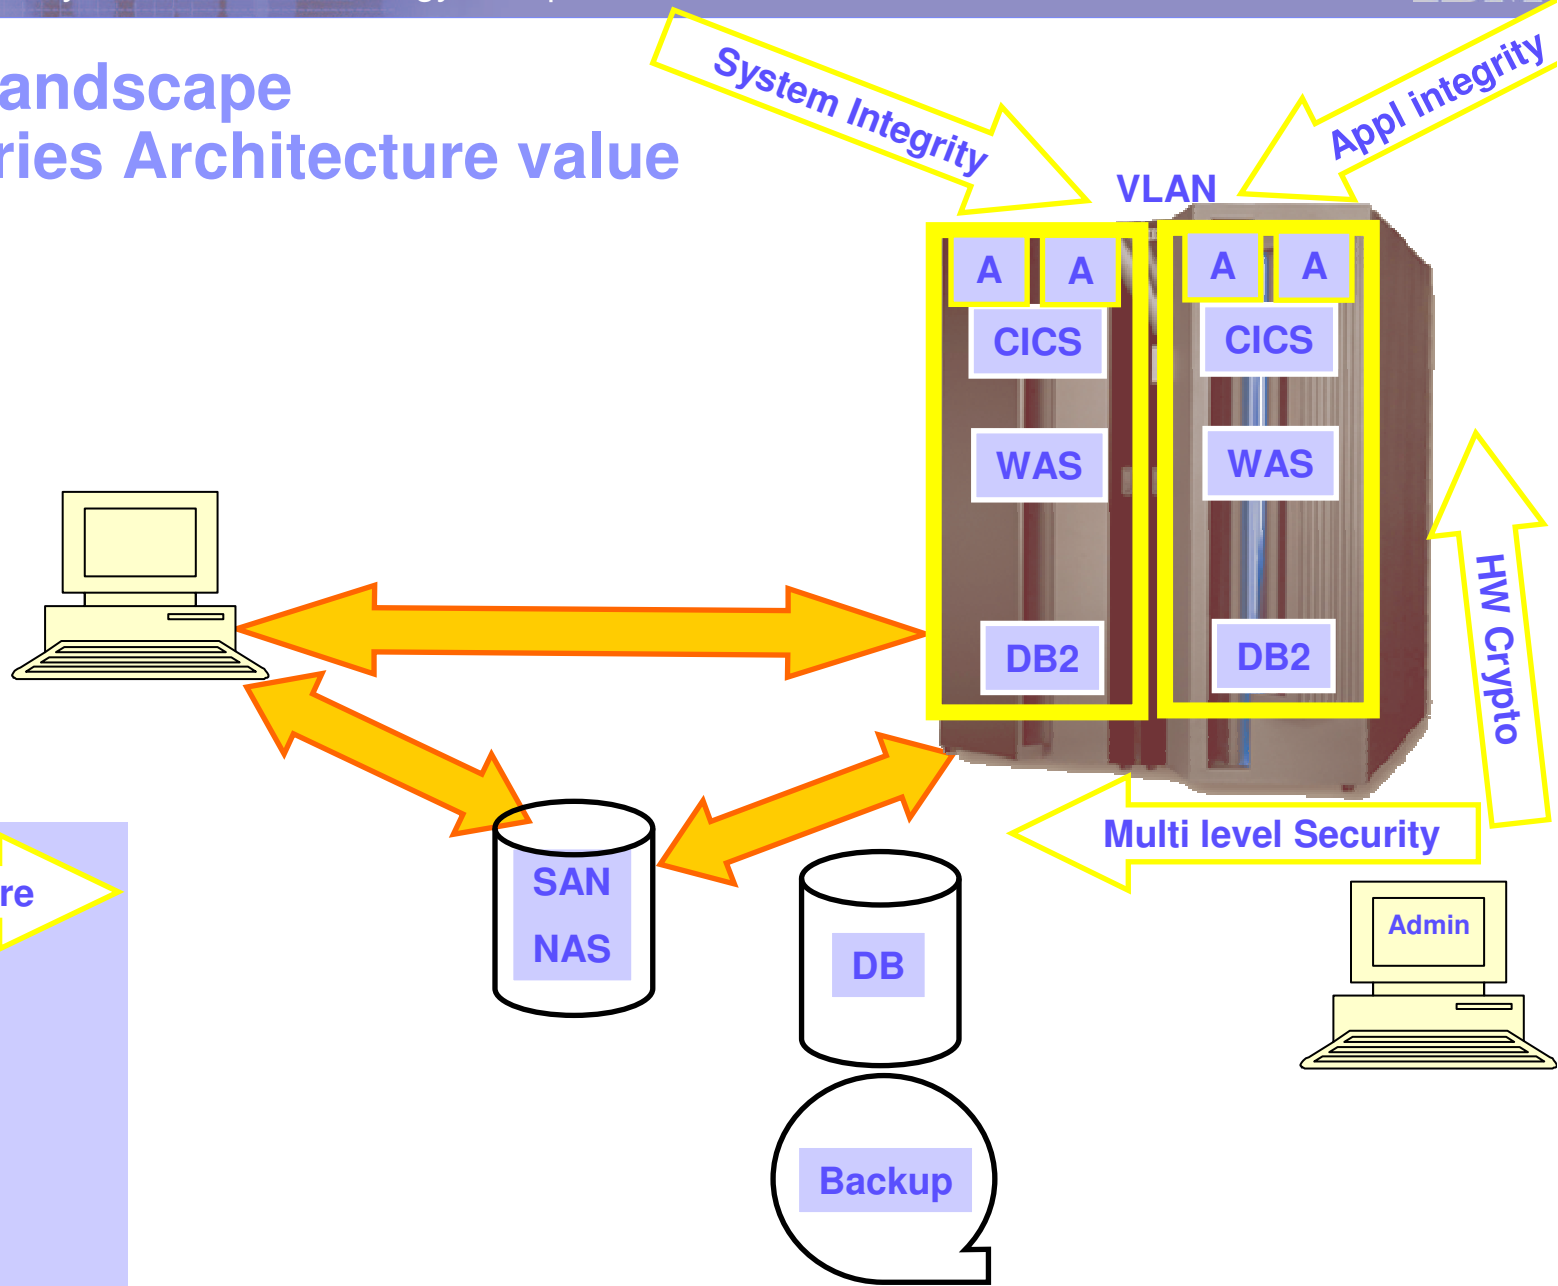 System Integrity
Appl integrity
andscape
ries Architecture value
VLAN
A A A A
CICS CICS
WAS WAS
HW Crypto
DB2 DB2
Multi level Security
re
SAN
NAS
Admin
DB
Backup